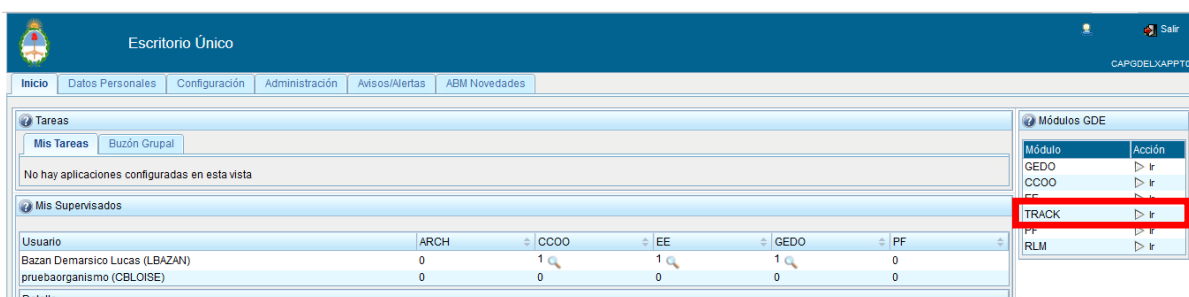 Escritorio Único
Salir
CAPGDELXAPPT
Inicio Datos Personales Configuración Administración Avisos/Alertas ABM Novedades
Tareas
Mis Tareas Buzón Grupal
No hay aplicaciones configuradas en esta vista
Mis Supervisados
Usuario ARCH CCOO EE GEDO PF
Bazan Demarsico Lucas (LBAZAN) 0 1 1 1 0
pruebaorganismo (CBLOISE) 0 0 0 0 0
Módulos GDE
Módulo Acción
GEDO Ir
CCOO Ir
EE Ir
TRACK Ir
PF Ir
RLM Ir